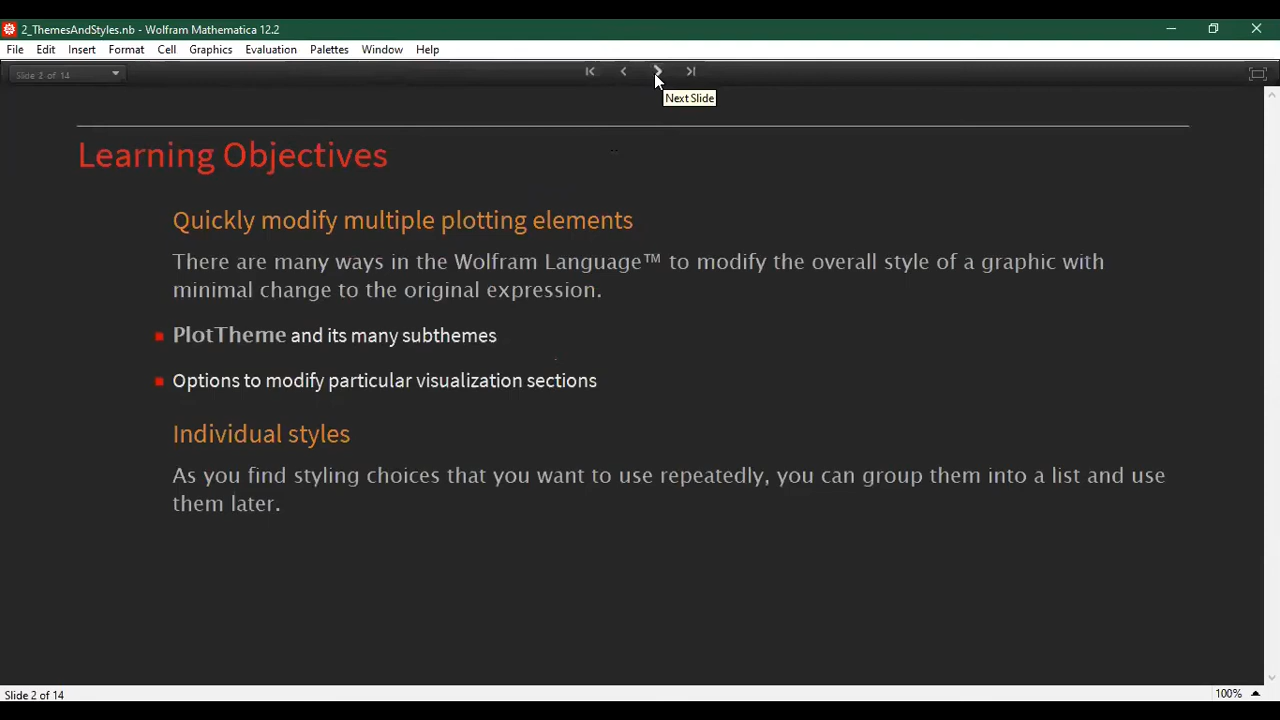 2_ThemesAndStyles.nb - Wolfram Mathematica 12.2
File Edit Insert Format Cell Graphics Evaluation Palettes Window Help
Slide 2 of 14
Next Slide
Learning Objectives
Quickly modify multiple plotting elements
There are many ways in the Wolfram Language™ to modify the overall style of a graphic with
minimal change to the original expression.
PlotTheme and its many subthemes
Options to modify particular visualization sections
Individual styles
As you find styling choices that you want to use repeatedly, you can group them into a list and use
them later.
Slide 2 of 14
100%